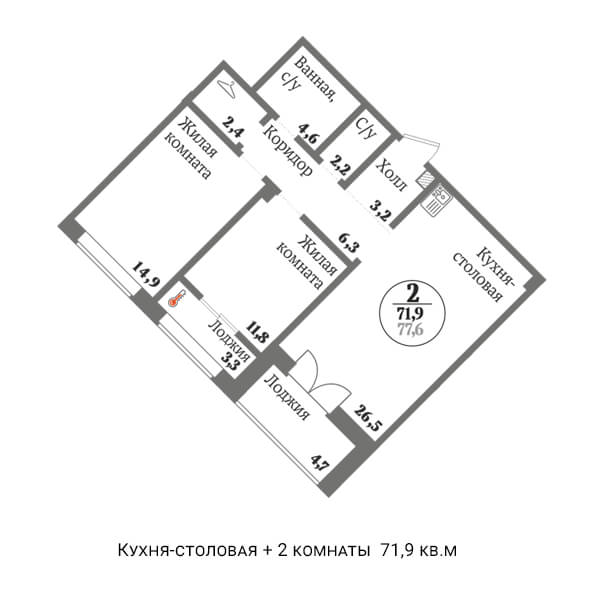 Ванная,
с/у
4,6
С/у
2,2
2,4
Коридор
Холл
3,2
Жилая
комната
14,9
6,3
Жилая
комната
11,8
Кухня-
столовая
26,5
2
71,9
77,6
Лоджия
3,3
Лоджия
4,7
Кухня-столовая + 2 комнаты 71,9 кв.м